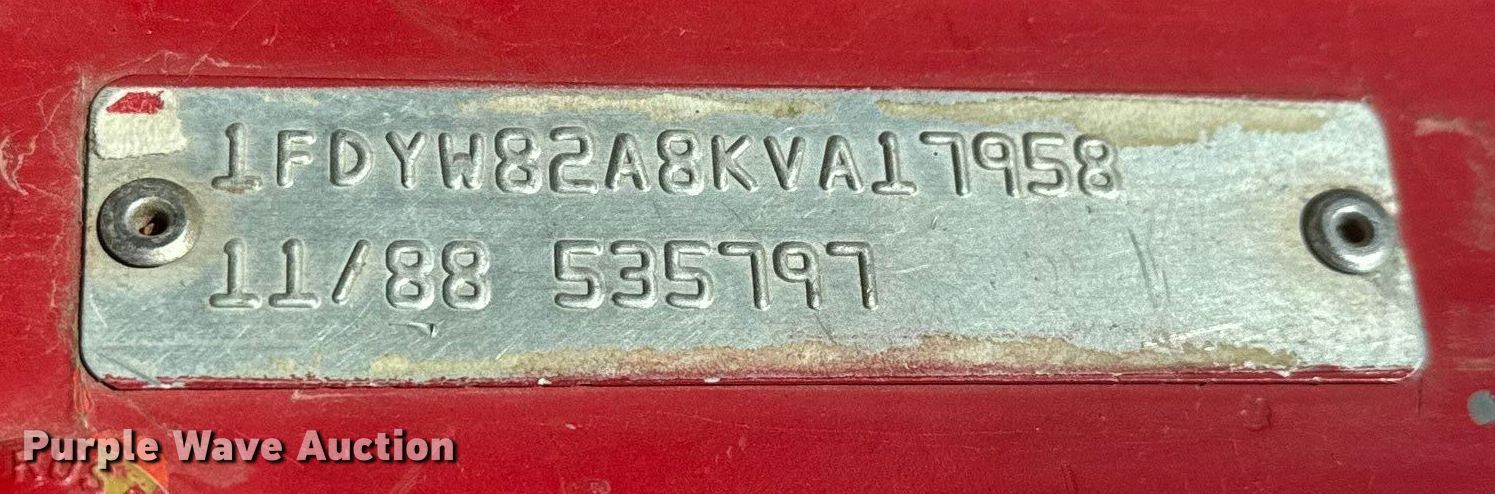 1FDYW82A8KVA17958
11/88 535797
Purple Wave Auction